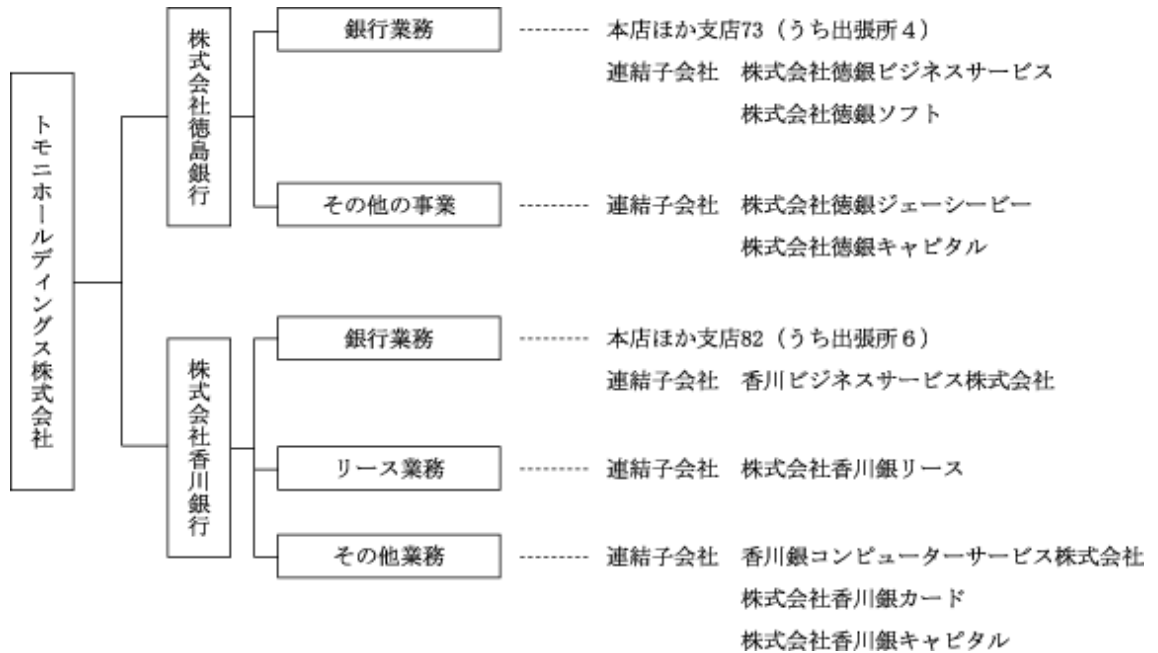 トモニホールディングス株式会社
株式会社徳島銀行
銀行業務
本店ほか支店73（うち出張所４）
連結子会社　株式会社徳銀ビジネスサービス
株式会社徳銀ソフト
その他の事業
連結子会社　株式会社徳銀ジェーシービー
株式会社徳銀キャピタル
株式会社香川銀行
銀行業務
本店ほか支店82（うち出張所６）
連結子会社　香川ビジネスサービス株式会社
リース業務
連結子会社　株式会社香川銀リース
その他業務
連結子会社　香川銀コンピューターサービス株式会社
株式会社香川銀カード
株式会社香川銀キャピタル